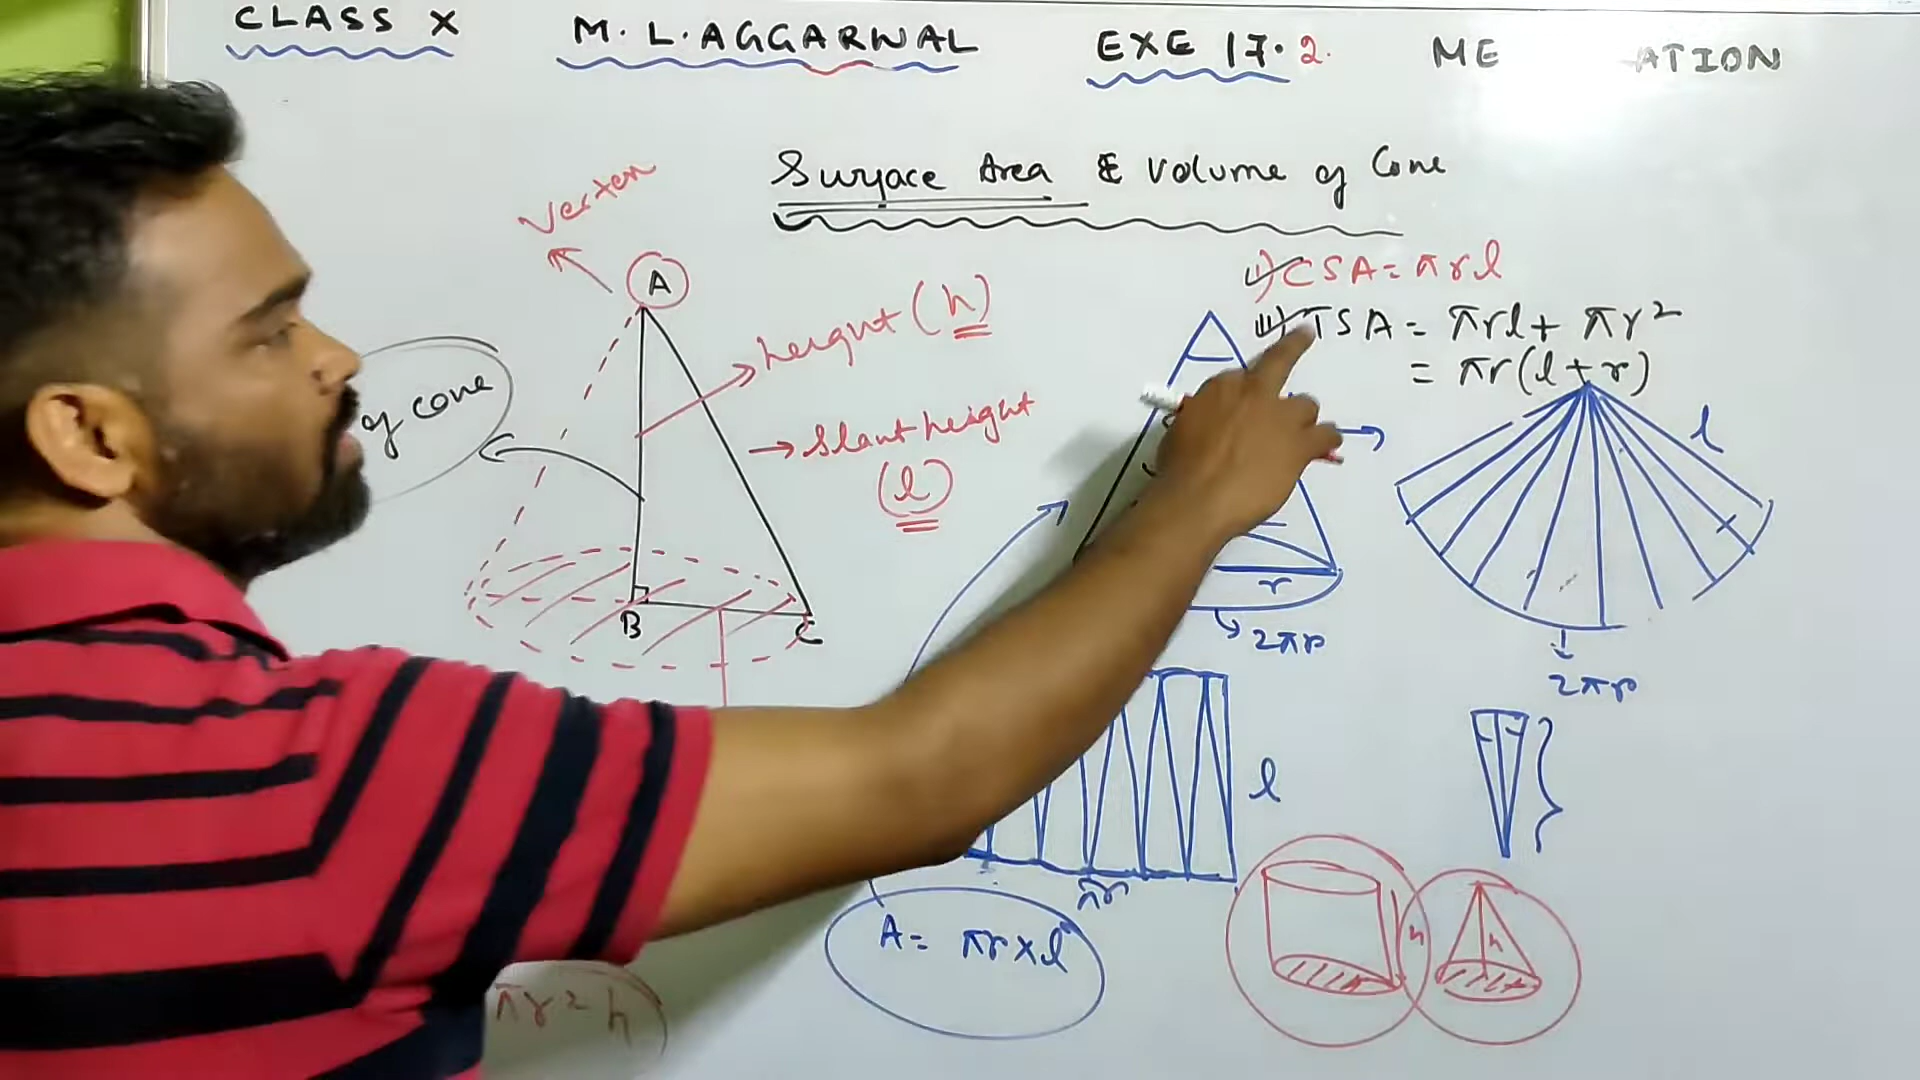 CLASS X M. L. AGGARWAL EXE 17.2. ME ATION
Surface Area & Volume of Cone
Vertex
A
height (h)
Slant height
(l)
of cone
B
C
ii) CSA = πrl
iii) TSA = πrl + πr²
= πr(l + r)
l
r
2πr
2πr
l
πr
A = πr × l
h
h
πr²h